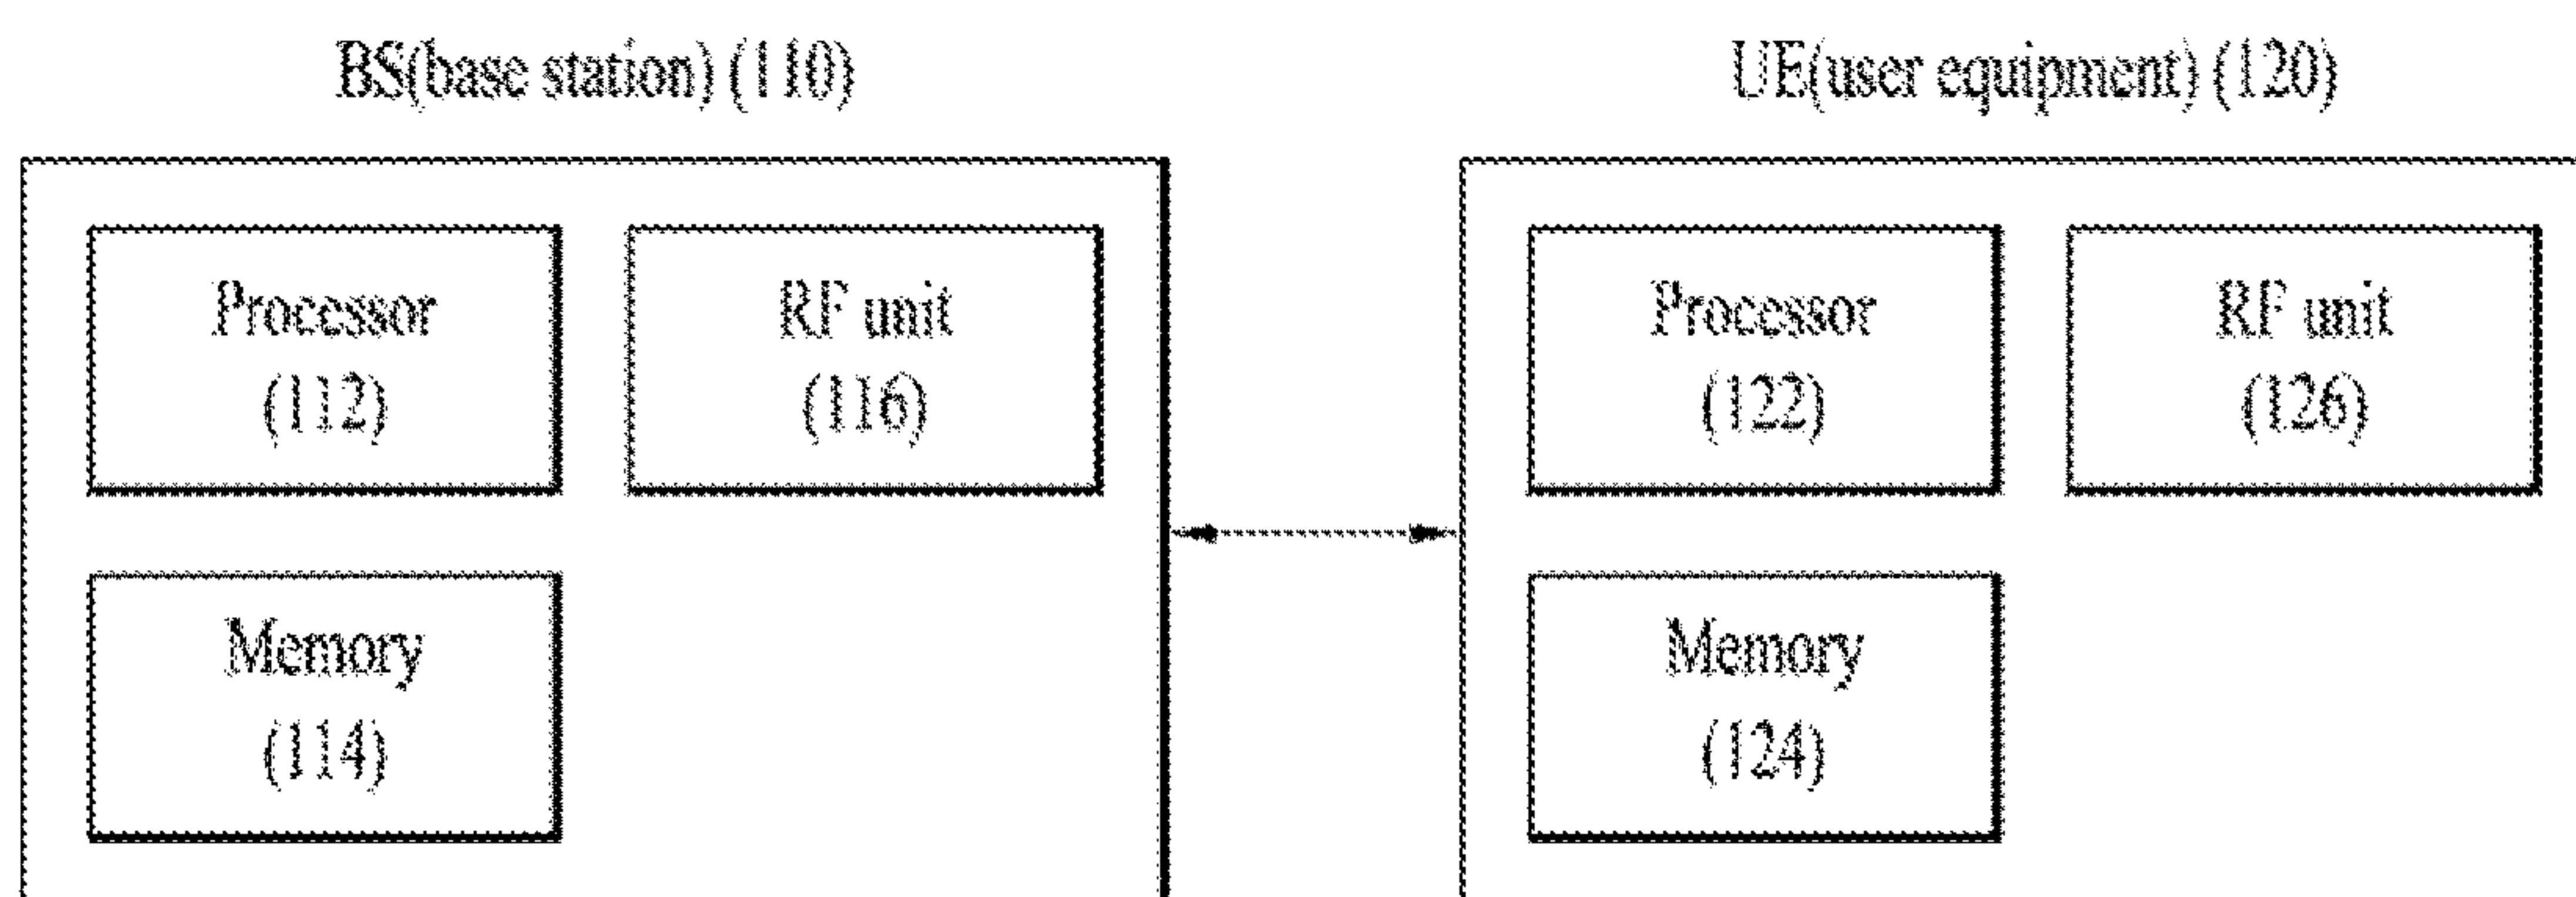 BS(base station) (110)
UE(user equipment) (120)
Processor
(112)
RF unit
(116)
Memory
(114)
Processor
(122)
RF unit
(126)
Memory
(124)